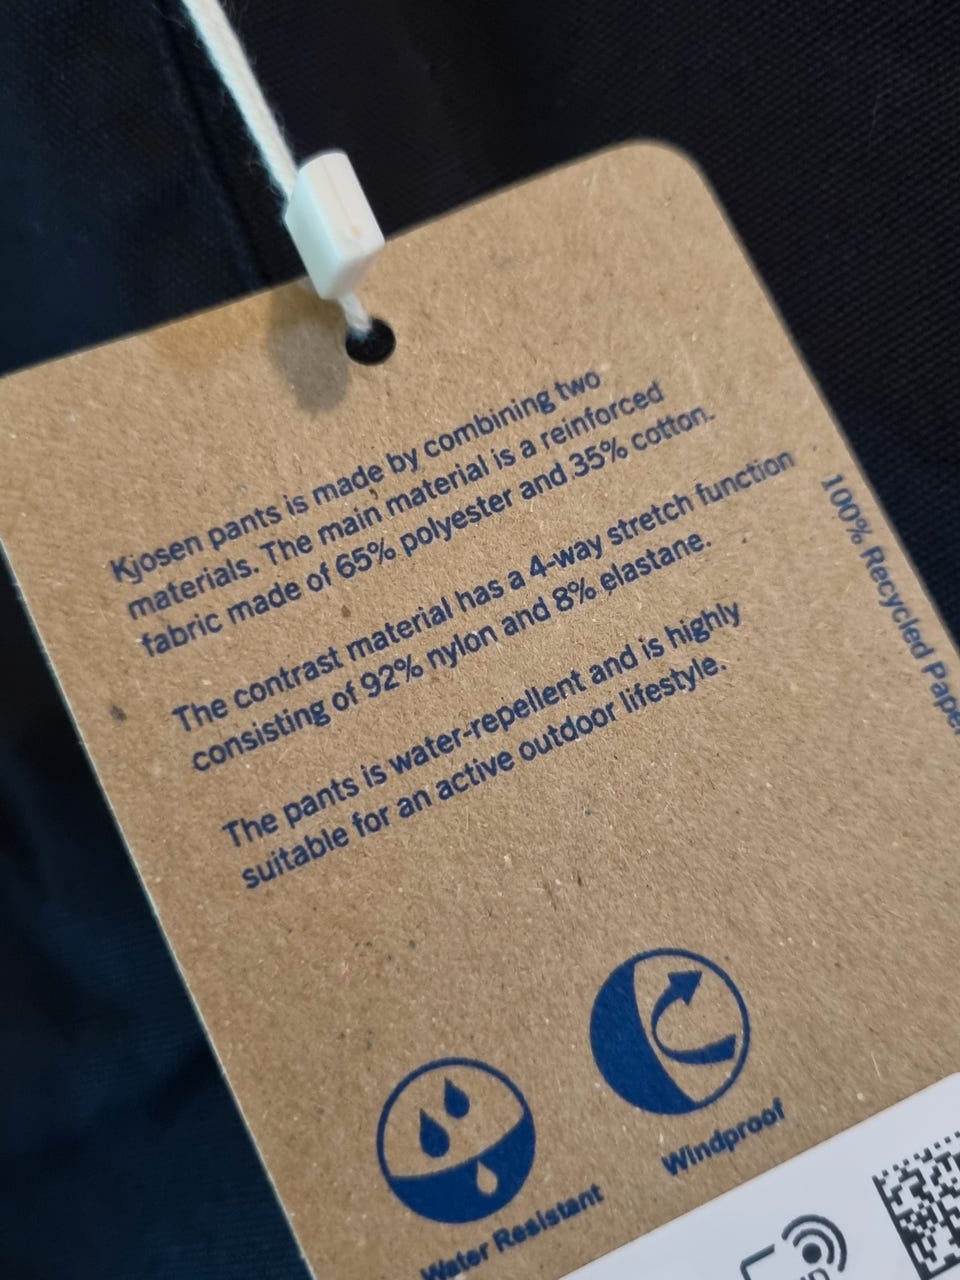 Kjosen pants is made by combining two
materials. The main material is a reinforced
fabric made of 65% polyester and 35% cotton.
The contrast material has a 4-way stretch function
consisting of 92% nylon and 8% elastane.
The pants is water-repellent and is highly
suitable for an active outdoor lifestyle.
100% Recycled Paper
Windproof
Water Resistant